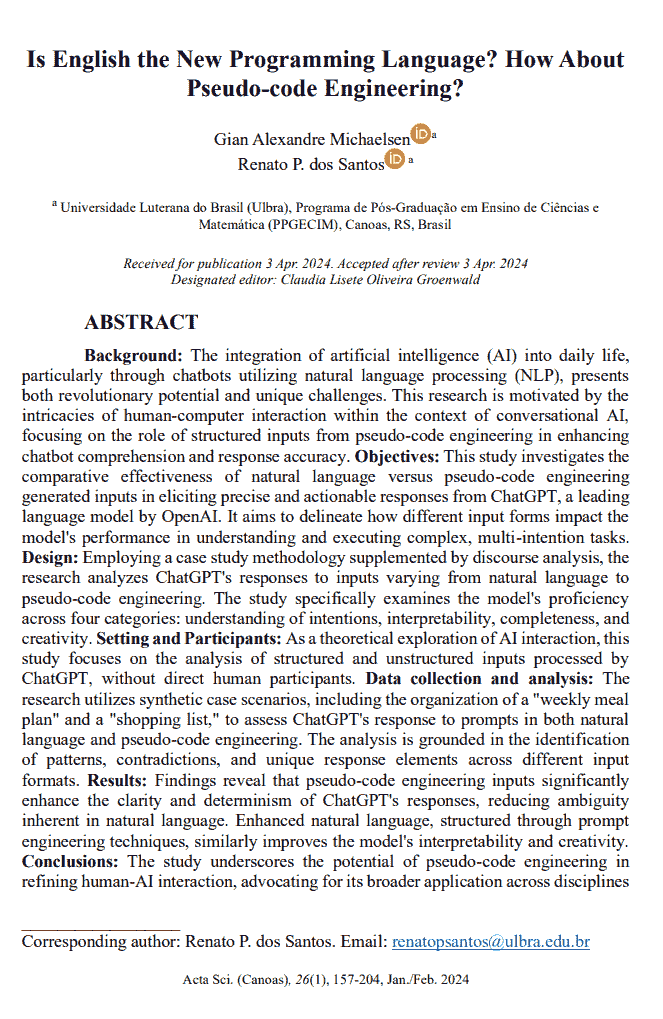 Is English the New Programming Language? How About
Pseudo-code Engineering?
Gian Alexandre Michaelsen iD a
Renato P. dos Santos iD a
a Universidade Luterana do Brasil (Ulbra), Programa de Pós-Graduação em Ensino de Ciências e
Matemática (PPGECIM), Canoas, RS, Brasil
Received for publication 3 Apr. 2024. Accepted after review 3 Apr. 2024
Designated editor: Claudia Lisete Oliveira Groenwald
ABSTRACT
Background: The integration of artificial intelligence (AI) into daily life,
particularly through chatbots utilizing natural language processing (NLP), presents
both revolutionary potential and unique challenges. This research is motivated by the
intricacies of human-computer interaction within the context of conversational AI,
focusing on the role of structured inputs from pseudo-code engineering in enhancing
chatbot comprehension and response accuracy. Objectives: This study investigates the
comparative effectiveness of natural language versus pseudo-code engineering
generated inputs in eliciting precise and actionable responses from ChatGPT, a leading
language model by OpenAI. It aims to delineate how different input forms impact the
model's performance in understanding and executing complex, multi-intention tasks.
Design: Employing a case study methodology supplemented by discourse analysis, the
research analyzes ChatGPT's responses to inputs varying from natural language to
pseudo-code engineering. The study specifically examines the model's proficiency
across four categories: understanding of intentions, interpretability, completeness, and
creativity. Setting and Participants: As a theoretical exploration of AI interaction, this
study focuses on the analysis of structured and unstructured inputs processed by
ChatGPT, without direct human participants. Data collection and analysis: The
research utilizes synthetic case scenarios, including the organization of a "weekly meal
plan" and a "shopping list," to assess ChatGPT's response to prompts in both natural
language and pseudo-code engineering. The analysis is grounded in the identification
of patterns, contradictions, and unique response elements across different input
formats. Results: Findings reveal that pseudo-code engineering inputs significantly
enhance the clarity and determinism of ChatGPT's responses, reducing ambiguity
inherent in natural language. Enhanced natural language, structured through prompt
engineering techniques, similarly improves the model's interpretability and creativity.
Conclusions: The study underscores the potential of pseudo-code engineering in
refining human-AI interaction, advocating for its broader application across disciplines
Corresponding author: Renato P. dos Santos. Email: renatopsantos@ulbra.edu.br
Acta Sci. (Canoas), 26(1), 157-204, Jan./Feb. 2024